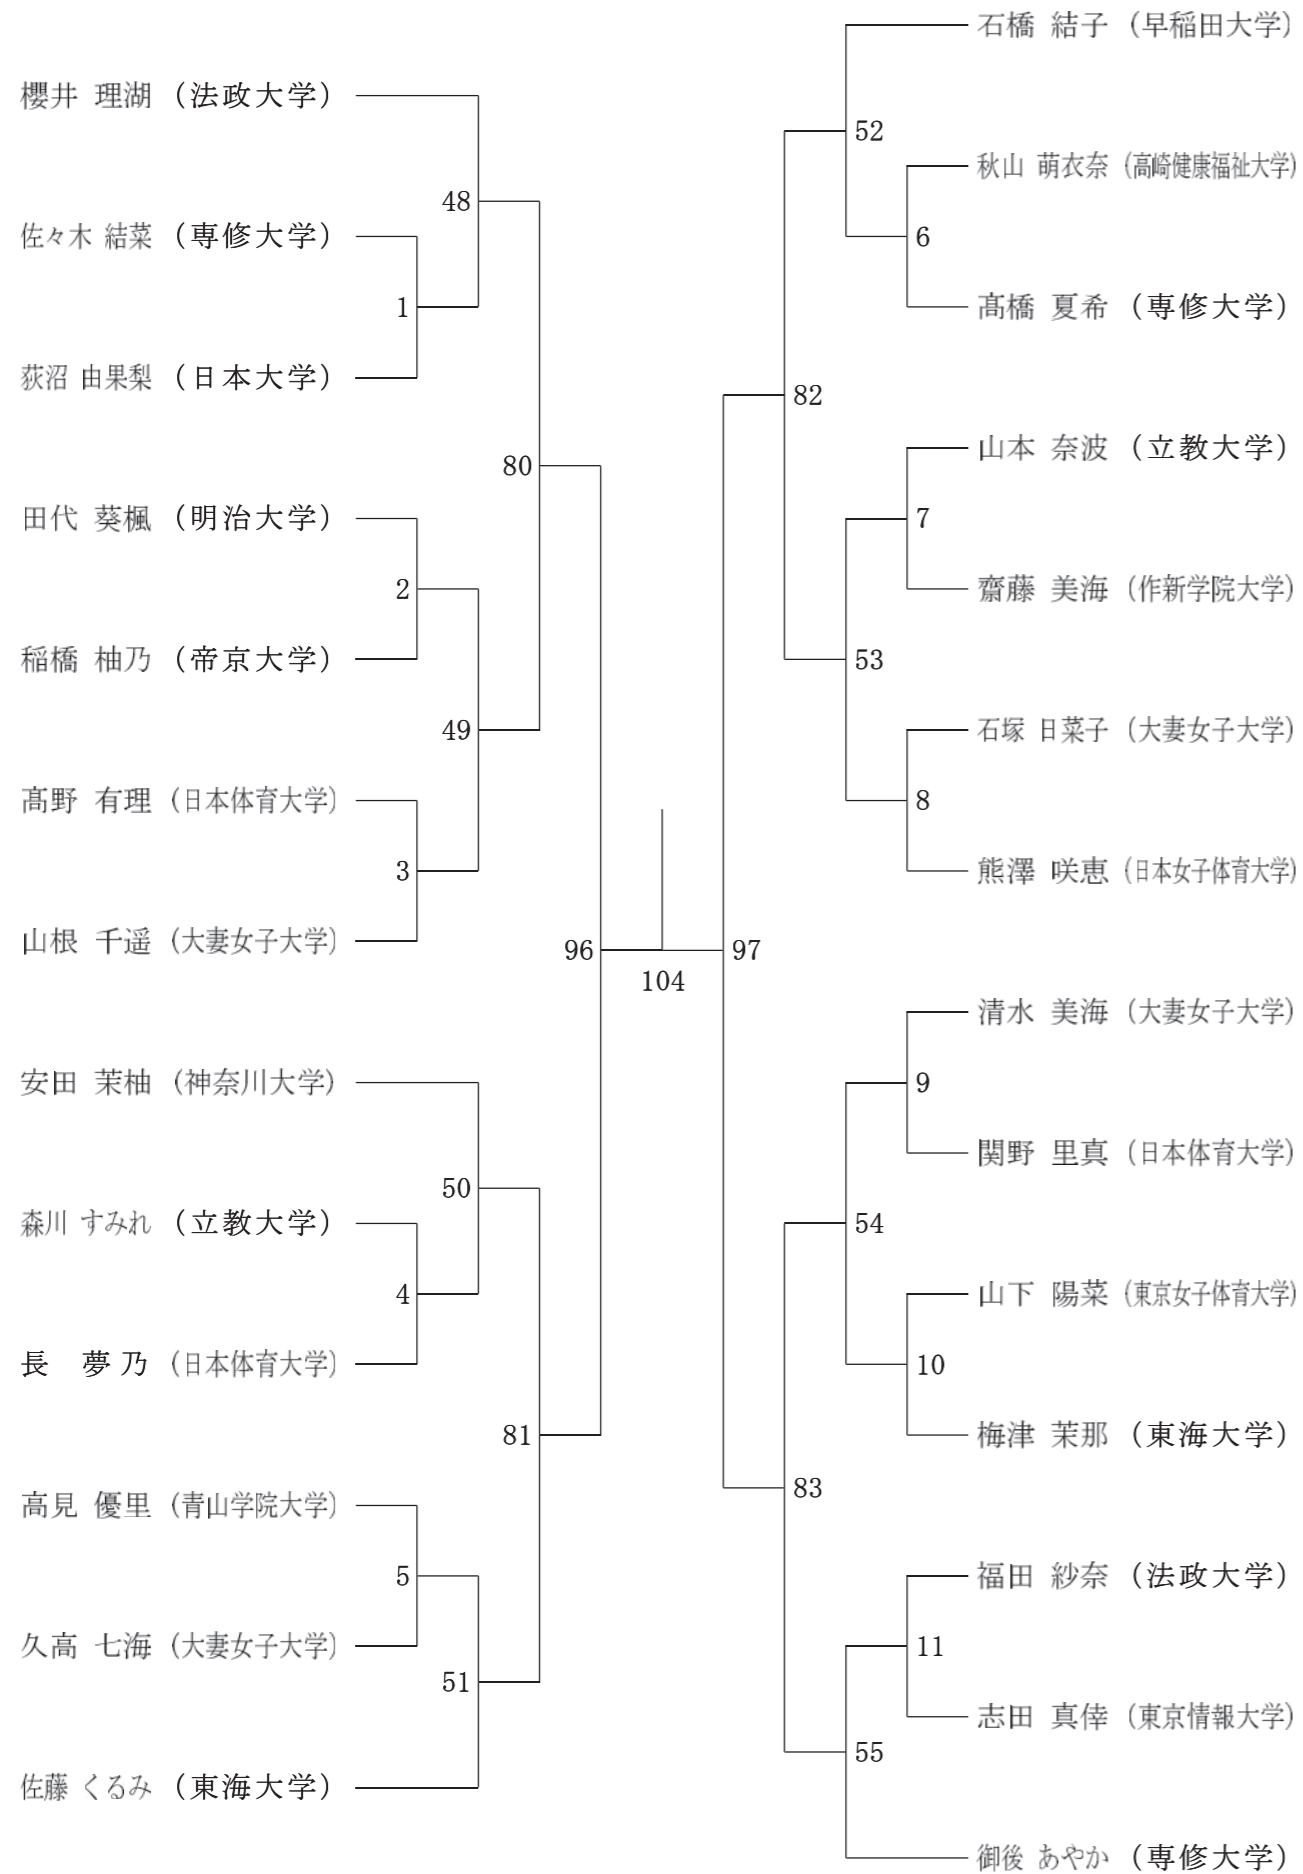 櫻井 理湖 （法政大学）
48
佐々木 結菜 （専修大学）
1
荻沼 由果梨 （日本大学）
80
田代 葵楓 （明治大学）
2
稲橋 柚乃 （帝京大学）
49
髙野 有理 （日本体育大学）
3
山根 千遥 （大妻女子大学）
96
104
安田 茉柚 （神奈川大学）
50
森川 すみれ （立教大学）
4
長 夢乃 （日本体育大学）
81
高見 優里 （青山学院大学）
5
久高 七海 （大妻女子大学）
51
佐藤 くるみ （東海大学）
石橋 結子 （早稲田大学）
52
秋山 萌衣奈 （高崎健康福祉大学）
6
髙橋 夏希 （専修大学）
82
山本 奈波 （立教大学）
7
齋藤 美海 （作新学院大学）
53
石塚 日菜子 （大妻女子大学）
8
熊澤 咲恵 （日本女子体育大学）
97
清水 美海 （大妻女子大学）
9
関野 里真 （日本体育大学）
54
山下 陽菜 （東京女子体育大学）
10
梅津 茉那 （東海大学）
83
福田 紗奈 （法政大学）
11
志田 真倖 （東京情報大学）
55
御後 あやか （専修大学）